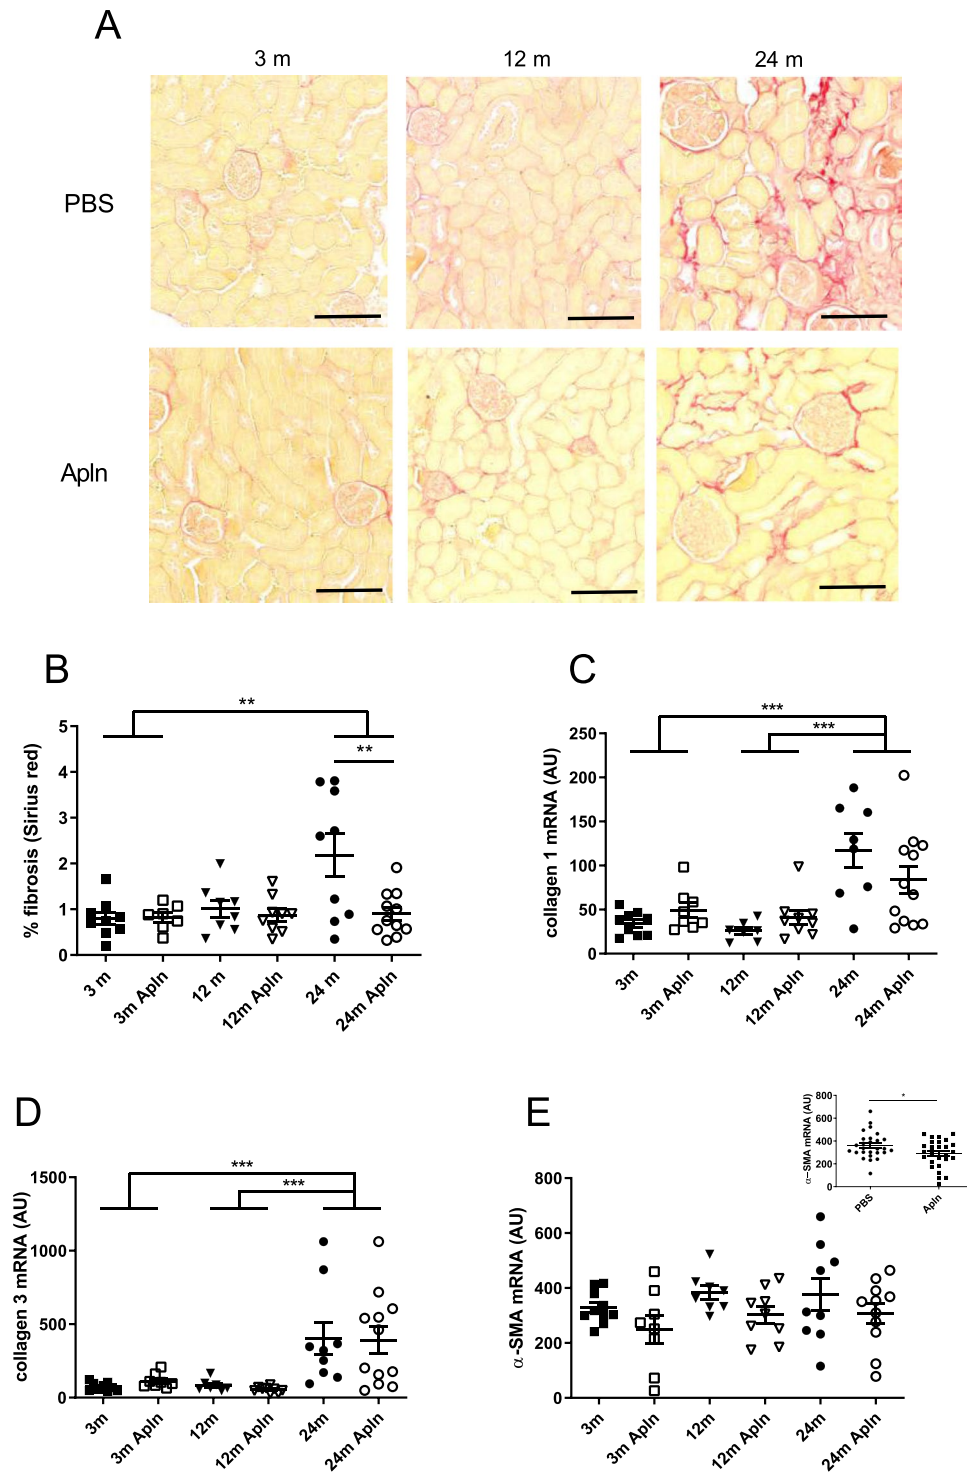 A
3 m
12 m
24 m
PBS
Apln
B
% fibrosis (Sirius red)
5
4
3
2
1
0
**
**
3 m
3m Apln
12 m
12m Apln
24 m
24m Apln
C
collagen 1 mRNA (AU)
250
200
150
100
50
0
***
***
3m
3m Apln
12m
12m Apln
24m
24m Apln
D
collagen 3 mRNA (AU)
1500
1000
500
0
***
***
3m
3m Apln
12m
12m Apln
24m
24m Apln
E
α-SMA mRNA (AU)
800
600
400
200
0
3m
3m Apln
12m
12m Apln
24m
24m Apln
α-SMA mRNA (AU)
800
600
400
200
0
*
PBS
Apln